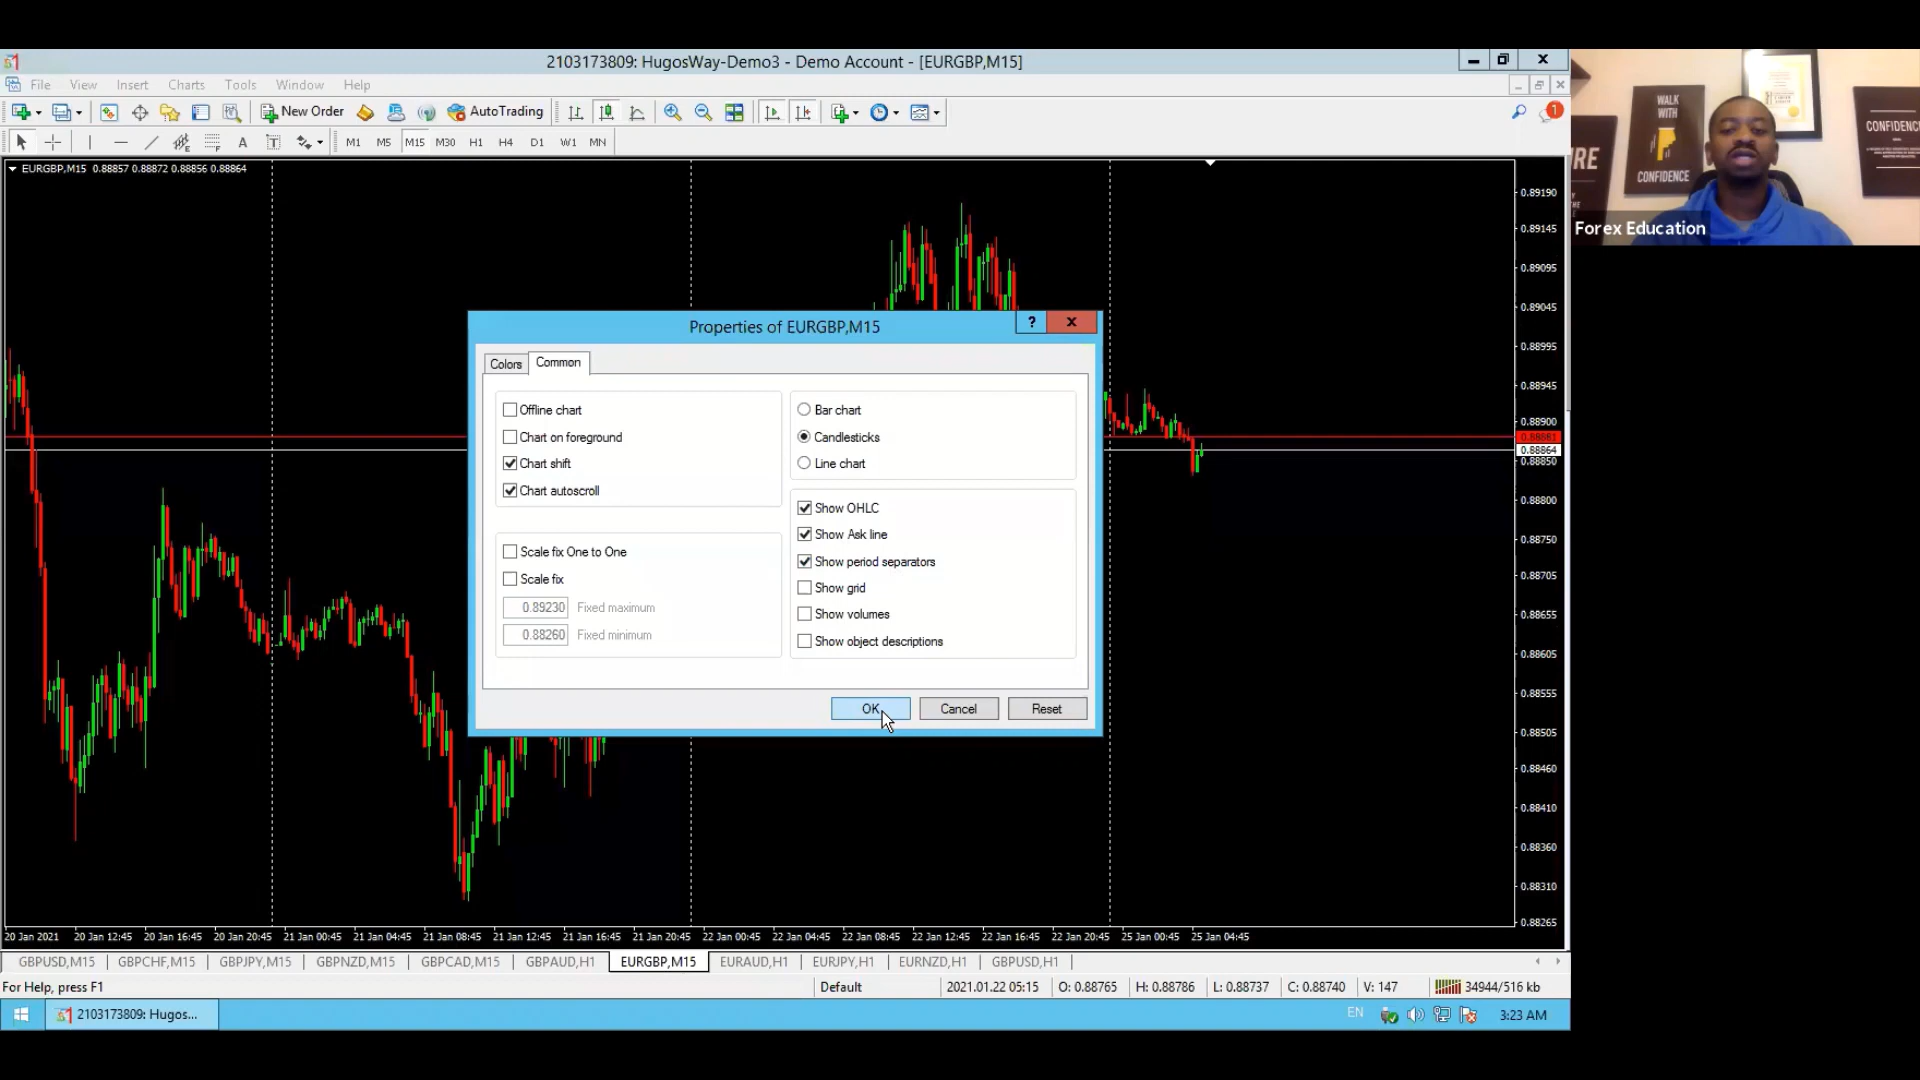 2103173809: HugosWay-Demo3 - Demo Account - [EURGBP,M15]
File View Insert Charts Tools Window Help
New Order AutoTrading 1
A T M1 M5 M15 M30 H1 H4 D1 W1 MN
EURGBP,M15 0.88857 0.88872 0.88856 0.88864
WALK
WITH
CONFIDENCE
CONFIDENCE
Forex Education
0.89190
0.89145
0.89095
0.89045
0.88995
0.88945
0.88900
0.88881
0.88864
0.88850
0.88800
0.88750
0.88705
0.88655
0.88605
0.88555
0.88505
0.88460
0.88410
0.88360
0.88310
0.88265
Properties of EURGBP,M15 ? X
Colors Common
Offline chart
Chart on foreground
Chart shift
Chart autoscroll
Scale fix One to One
Scale fix
0.89230 Fixed maximum
0.88260 Fixed minimum
Bar chart
Candlesticks
Line chart
Show OHLC
Show Ask line
Show period separators
Show grid
Show volumes
Show object descriptions
OK Cancel Reset
20 Jan 2021 20 Jan 12:45 20 Jan 16:45 20 Jan 20:45 21 Jan 00:45 21 Jan 04:45 21 Jan 08:45 21 Jan 12:45 21 Jan 16:45 21 Jan 20:45 22 Jan 00:45 22 Jan 04:45 22 Jan 08:45 22 Jan 12:45 22 Jan 16:45 22 Jan 20:45 25 Jan 00:45 25 Jan 04:45
GBPUSD,M15 GBPCHF,M15 GBPJPY,M15 GBPNZD,M15 GBPCAD,M15 GBPAUD,H1 EURGBP,M15 EURAUD,H1 EURJPY,H1 EURNZD,H1 GBPUSD,H1
For Help, press F1 Default 2021.01.22 05:15 O: 0.88765 H: 0.88786 L: 0.88737 C: 0.88740 V: 147 34944/516 kb
2103173809: Hugos... EN 3:23 AM